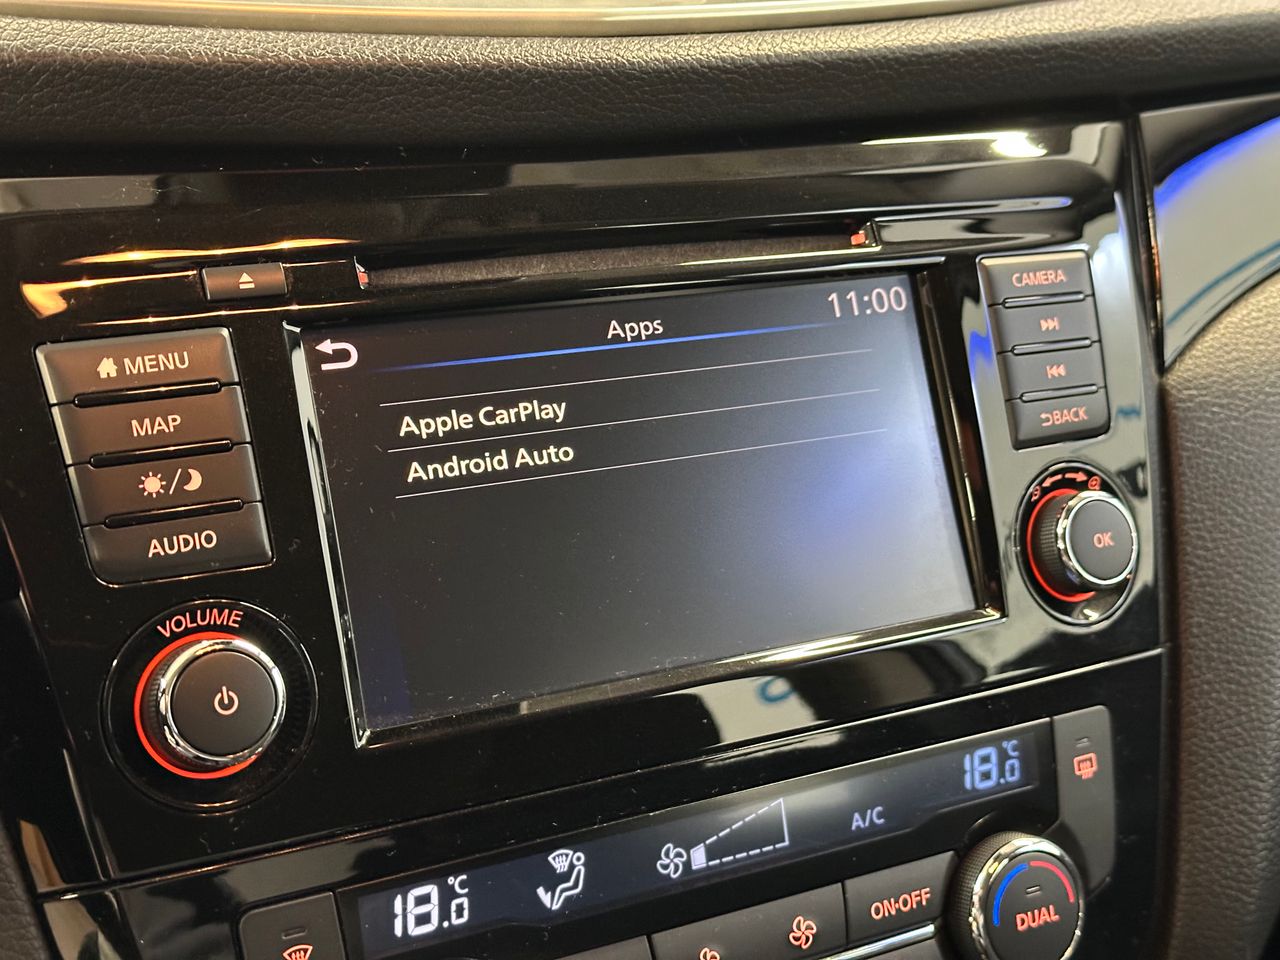 Apps
11:00
MENU
MAP
AUDIO
VOLUME
Apple CarPlay
Android Auto
CAMERA
BACK
OK
18.0°C
A/C
18.0°C
ON·OFF
DUAL